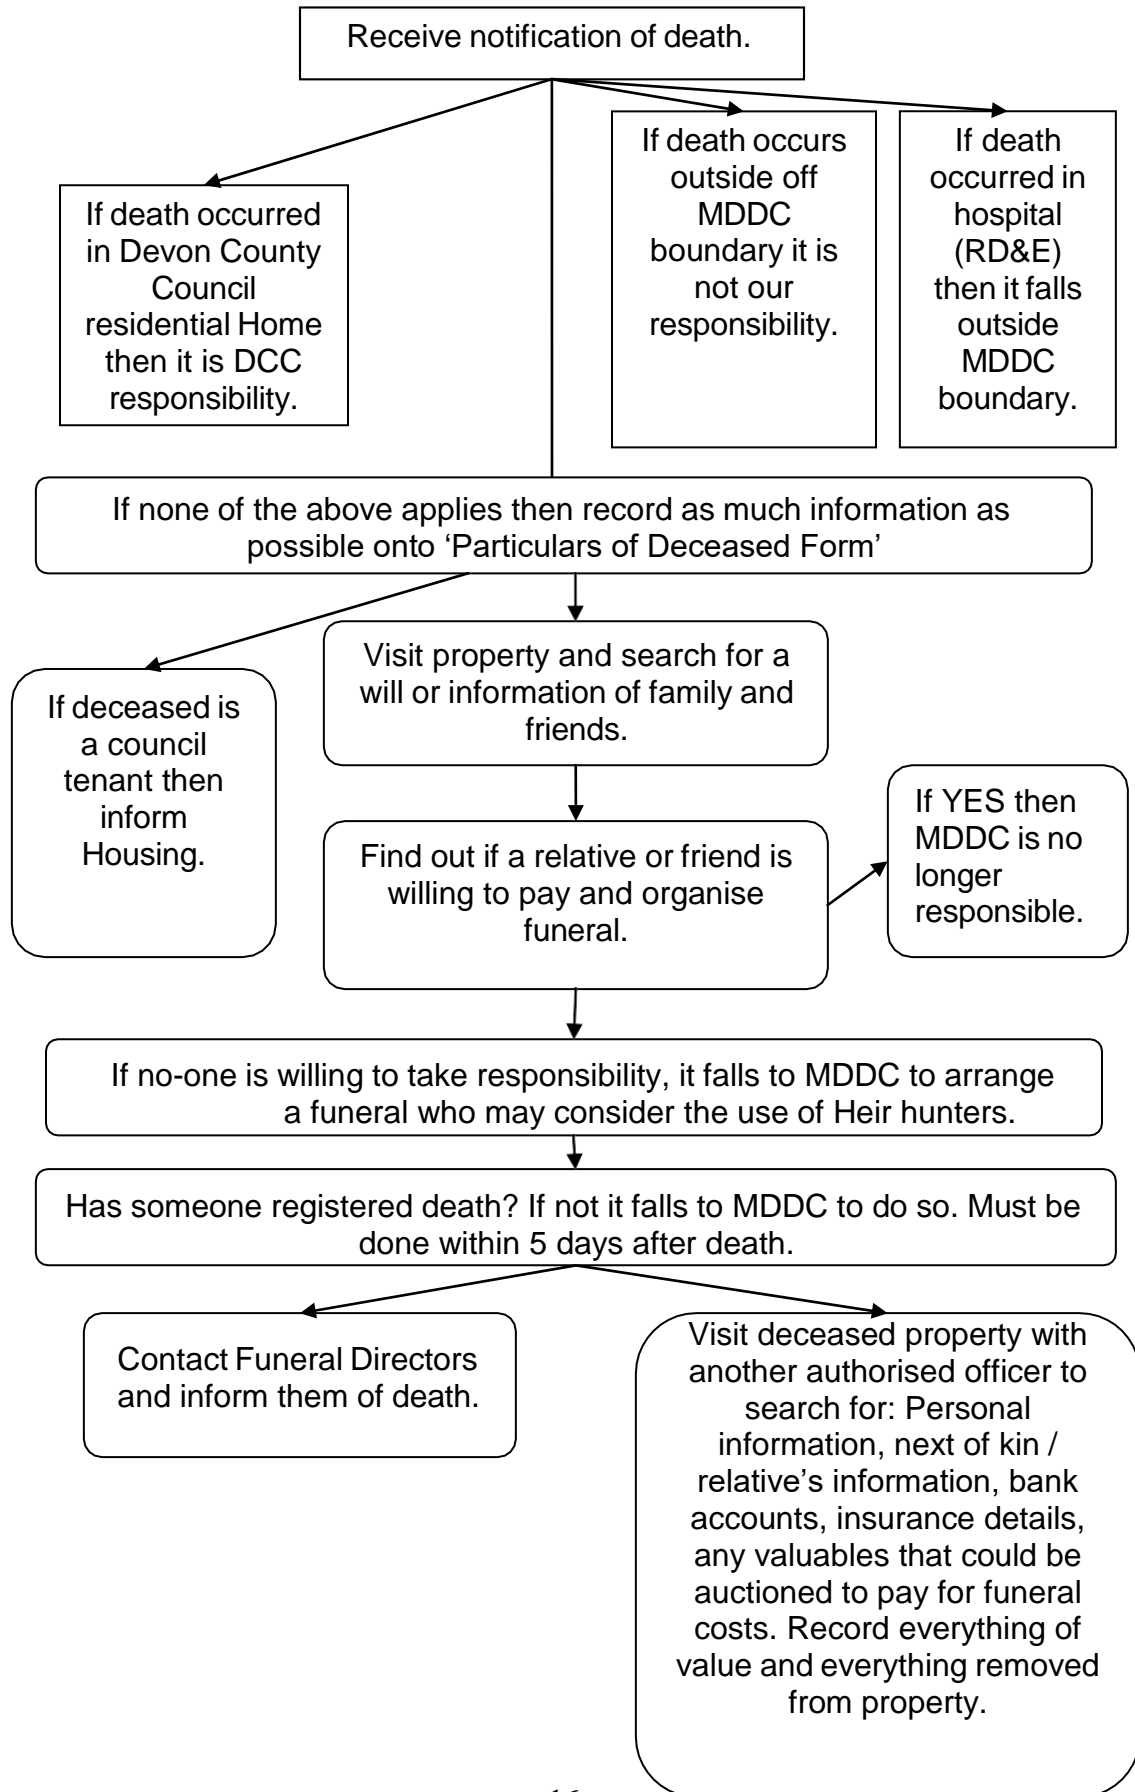 Receive notification of death.
If death occurred
in Devon County
Council
residential Home
then it is DCC
responsibility.
If death occurs
outside off
MDDC
boundary it is
not our
responsibility.
If death
occurred in
hospital
(RD&E)
then it falls
outside
MDDC
boundary.
If none of the above applies then record as much information as
possible onto ‘Particulars of Deceased Form’
If deceased is
a council
tenant then
inform
Housing.
Visit property and search for a
will or information of family and
friends.
Find out if a relative or friend is
willing to pay and organise
funeral.
If YES then
MDDC is no
longer
responsible.
If no-one is willing to take responsibility, it falls to MDDC to arrange
a funeral who may consider the use of Heir hunters.
Has someone registered death? If not it falls to MDDC to do so. Must be
done within 5 days after death.
Contact Funeral Directors
and inform them of death.
Visit deceased property with
another authorised officer to
search for: Personal
information, next of kin /
relative’s information, bank
accounts, insurance details,
any valuables that could be
auctioned to pay for funeral
costs. Record everything of
value and everything removed
from property.